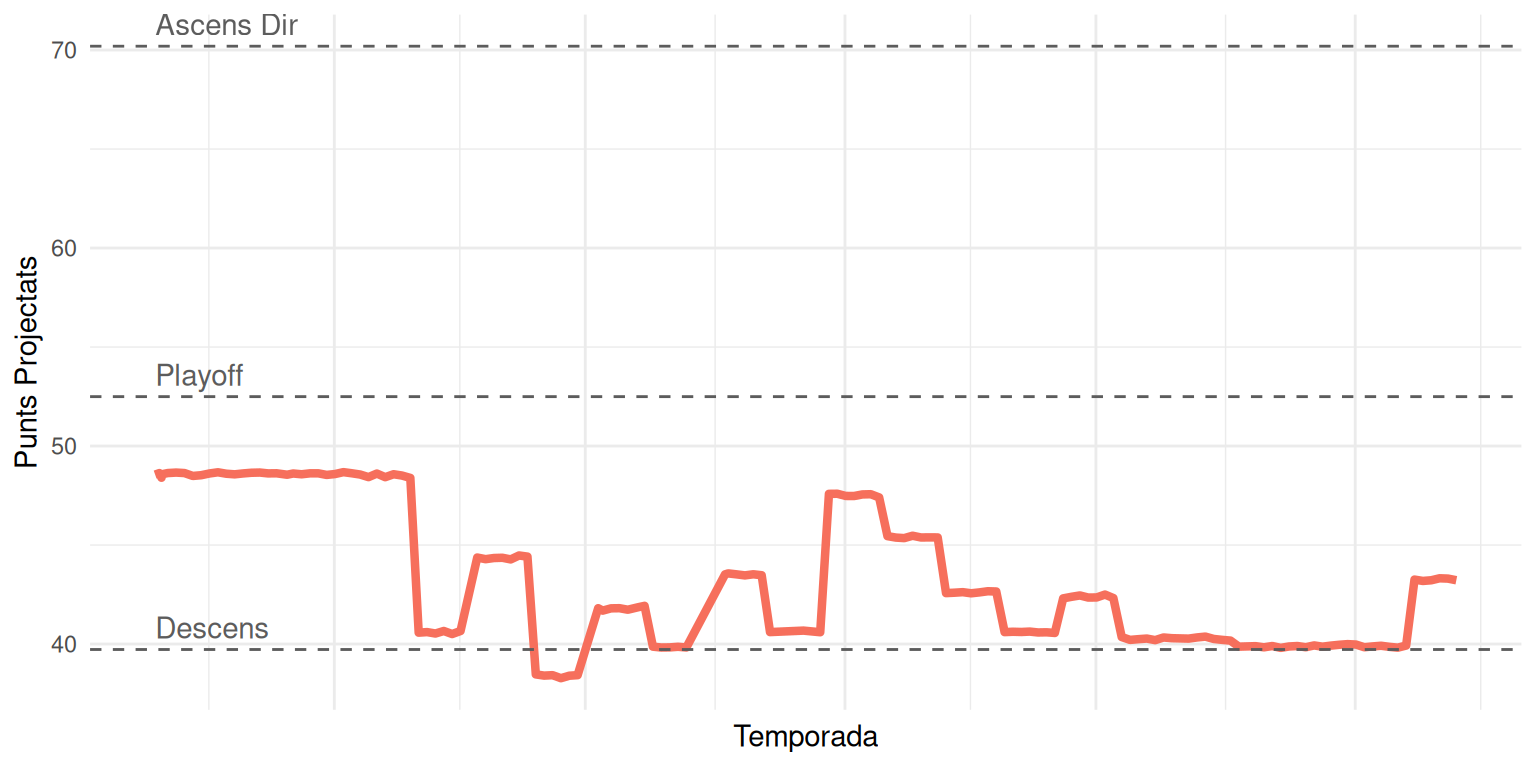 Ascens Dir
70
60
Punts Projectats
Playoff
50
Descens
40
Temporada